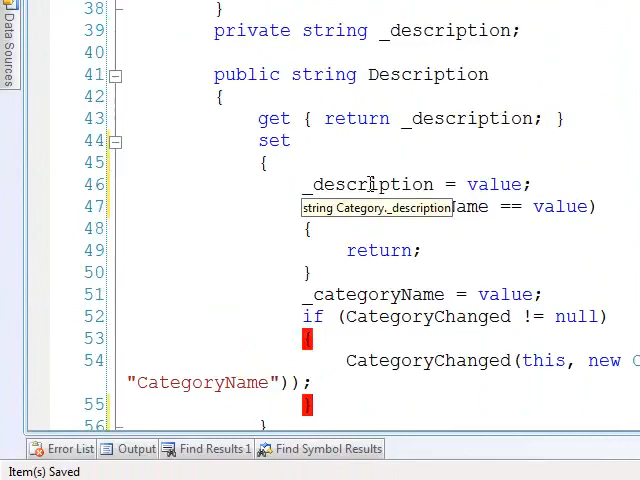 Data Sources
38 }
39 private string _description;
40
41 public string Description
42 {
43 get { return _description; }
44 set
45 {
46 _description = value;
string Category._description
47 Name == value)
48 {
49 return;
50 }
51 _categoryName = value;
52 if (CategoryChanged != null)
53 {
54 CategoryChanged(this, new C
"CategoryName"));
55 }
56 }
Error List Output Find Results 1 Find Symbol Results
Item(s) Saved